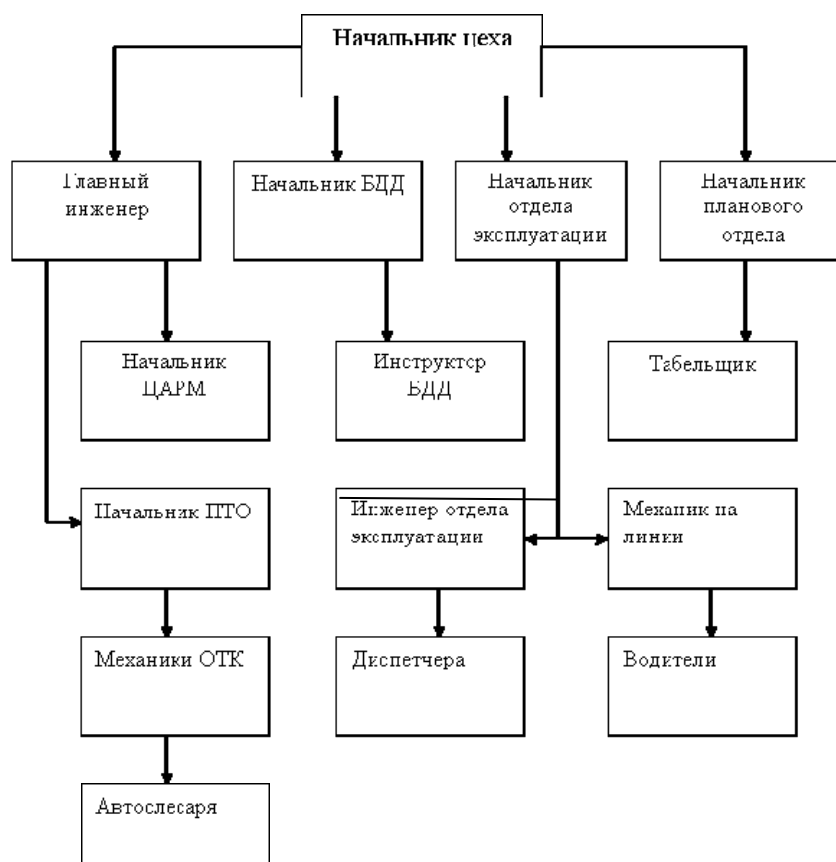 Начальник цеха
Главный
инженер
Начальник БДД
Начальник
отдела
эксплуатации
Начальник
планового
отдела
Начальник
ЦАРМ
Инструктор
БДД
Табельщик
Начальник ПТО
Инженер отдела
эксплуатации
Механик на
линки
Механики ОТК
Диспетчера
Водители
Автослесаря